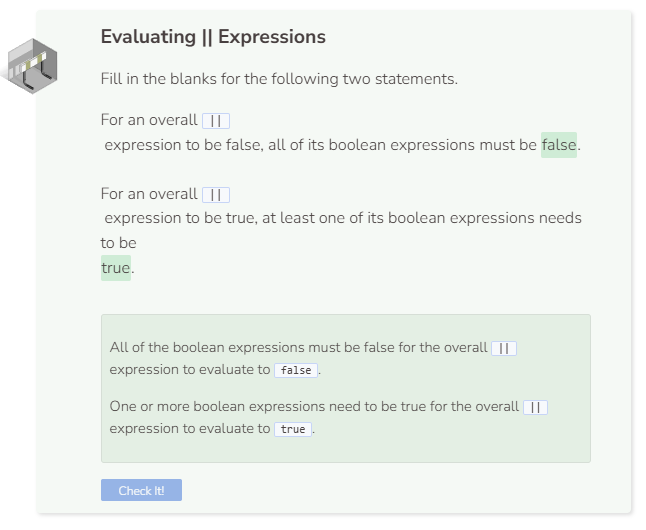 Evaluating || Expressions
Fill in the blanks for the following two statements.
For an overall ||
expression to be false, all of its boolean expressions must be false.
For an overall ||
expression to be true, at least one of its boolean expressions needs
to be
true.
All of the boolean expressions must be false for the overall ||
expression to evaluate to false.
One or more boolean expressions need to be true for the overall ||
expression to evaluate to true.
Check It!